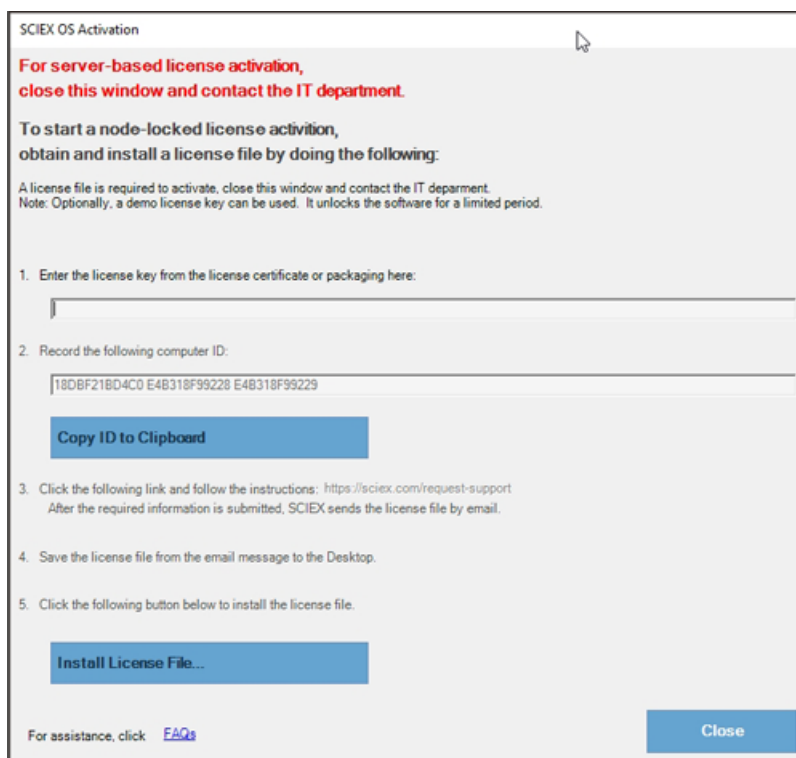 SCIEX OS Activation
For server-based license activation,
close this window and contact the IT department.
To start a node-locked license activition,
obtain and install a license file by doing the following:
A license file is required to activate, close this window and contact the IT deparment.
Note: Optionally, a demo license key can be used. It unlocks the software for a limited period.
1. Enter the license key from the license certificate or packaging here:
2. Record the following computer ID:
18DBF21BD4C0 E4B318F99228 E4B318F99229
Copy ID to Clipboard
3. Click the following link and follow the instructions: https://sciex.com/request-support
After the required information is submitted, SCIEX sends the license file by email.
4. Save the license file from the email message to the Desktop.
5. Click the following button below to install the license file.
Install License File...
For assistance, click FAQs
Close